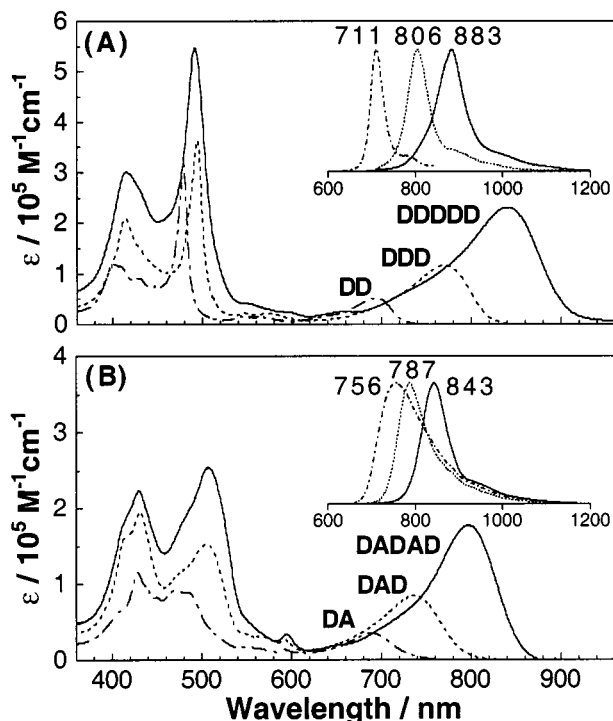 (A)
ε / 10⁵ M⁻¹cm⁻¹
6
5
4
3
2
1
0
711 806 883
600 800 1000 1200
DDDDD
DDD
DD
(B)
ε / 10⁵ M⁻¹cm⁻¹
4
3
2
1
0
756 787 843
600 800 1000 1200
DADAD
DAD
DA
400 500 600 700 800 900
Wavelength / nm